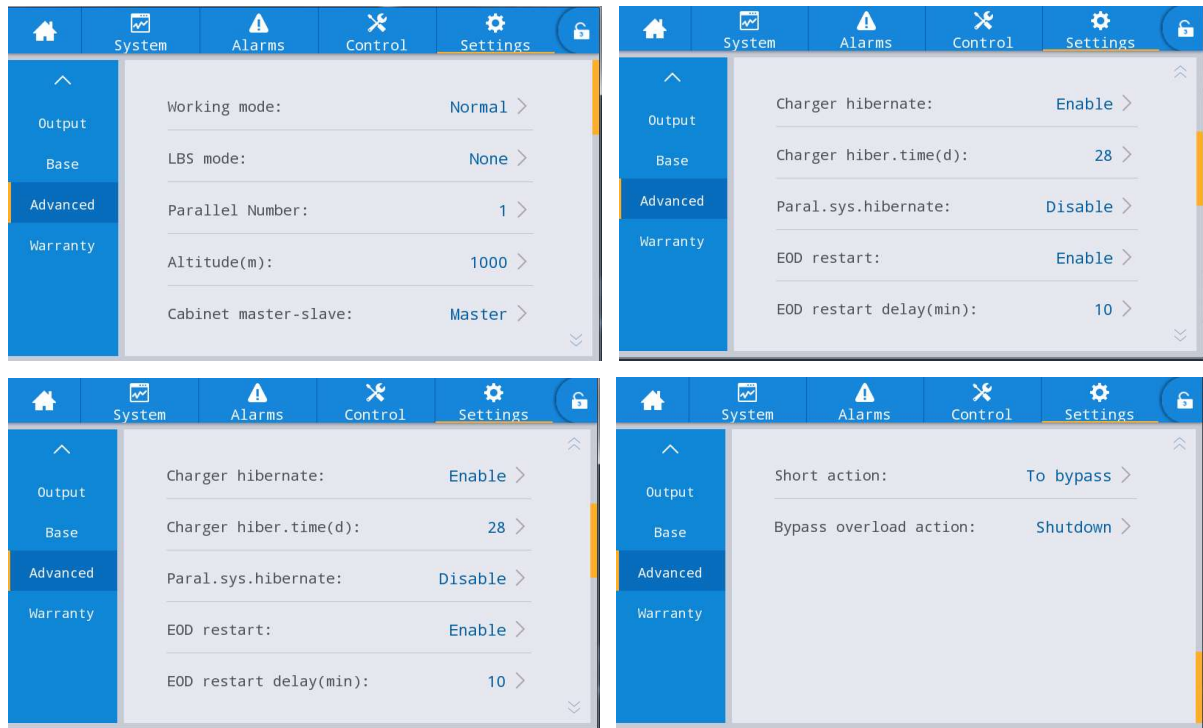 System Alarms Control Settings
Output
Base
Advanced
Warranty
Working mode: Normal
LBS mode: None
Parallel Number: 1
Altitude(m): 1000
Cabinet master-slave: Master
System Alarms Control Settings
Output
Base
Advanced
Warranty
Charger hibernate: Enable
Charger hiber.time(d): 28
Paral.sys.hibernate: Disable
EOD restart: Enable
EOD restart delay(min): 10
System Alarms Control Settings
Output
Base
Advanced
Warranty
Charger hibernate: Enable
Charger hiber.time(d): 28
Paral.sys.hibernate: Disable
EOD restart: Enable
EOD restart delay(min): 10
System Alarms Control Settings
Output
Base
Advanced
Warranty
Short action: To bypass
Bypass overload action: Shutdown